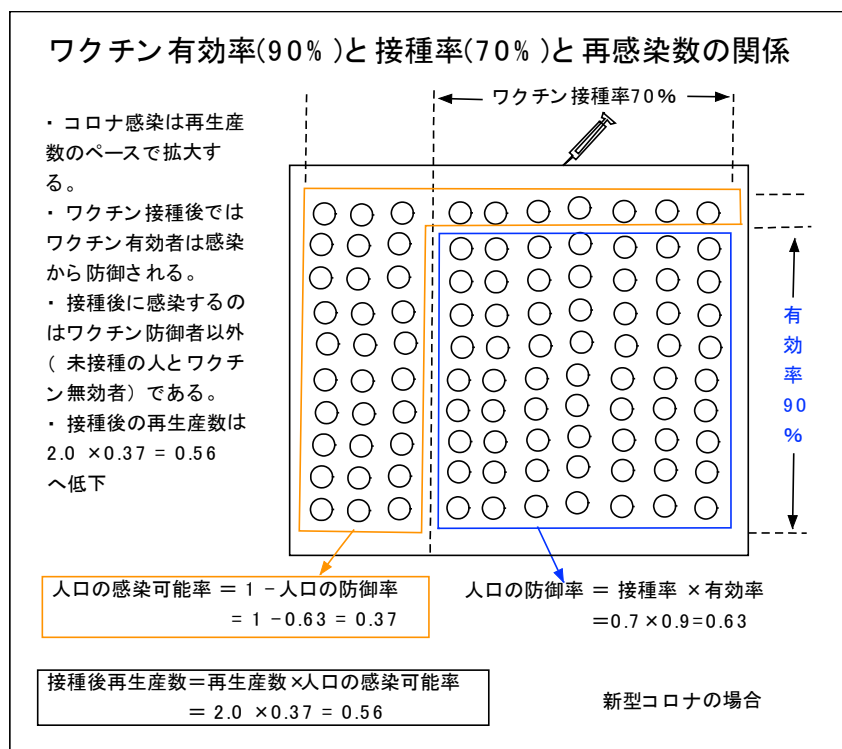 ワクチン有効率(90%)と接種率(70%)と再感染数の関係
ワクチン接種率70%
・ コロナ感染は再生産
数のペースで拡大す
る。
・ ワクチン接種後では
ワクチン有効者は感染
から防御される。
・ 接種後に感染するの
はワクチン防御者以外
( 未接種の人とワクチ
ン無効者) である。
・ 接種後の再生産数は
2.0 ×0.37 = 0.56
へ低下
有
効
率
90
%
人口の感染可能率 = 1 -人口の防御率
= 1 -0.63 = 0.37
人口の防御率 = 接種率 ×有効率
=0.7 ×0.9=0.63
接種後再生産数=再生産数×人口の感染可能率
= 2.0 ×0.37 = 0.56
新型コロナの場合